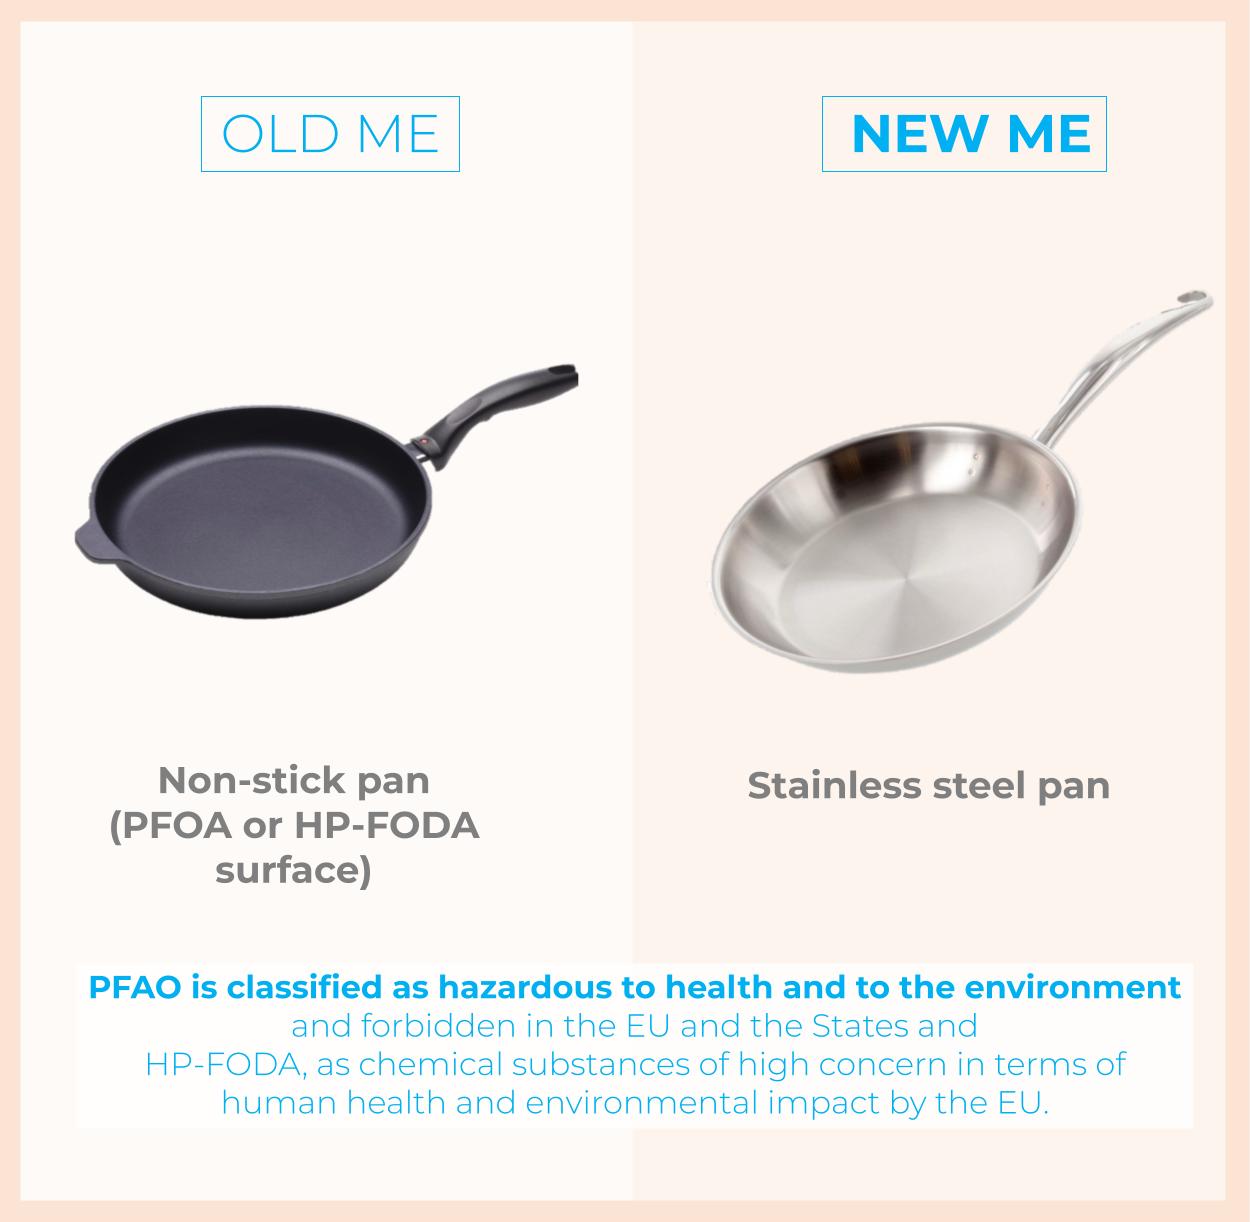 OLD ME
NEW ME
Non-stick pan
(PFOA or HP-FODA
surface)
Stainless steel pan
PFAO is classified as hazardous to health and to the environment
and forbidden in the EU and the States and
HP-FODA, as chemical substances of high concern in terms of
human health and environmental impact by the EU.